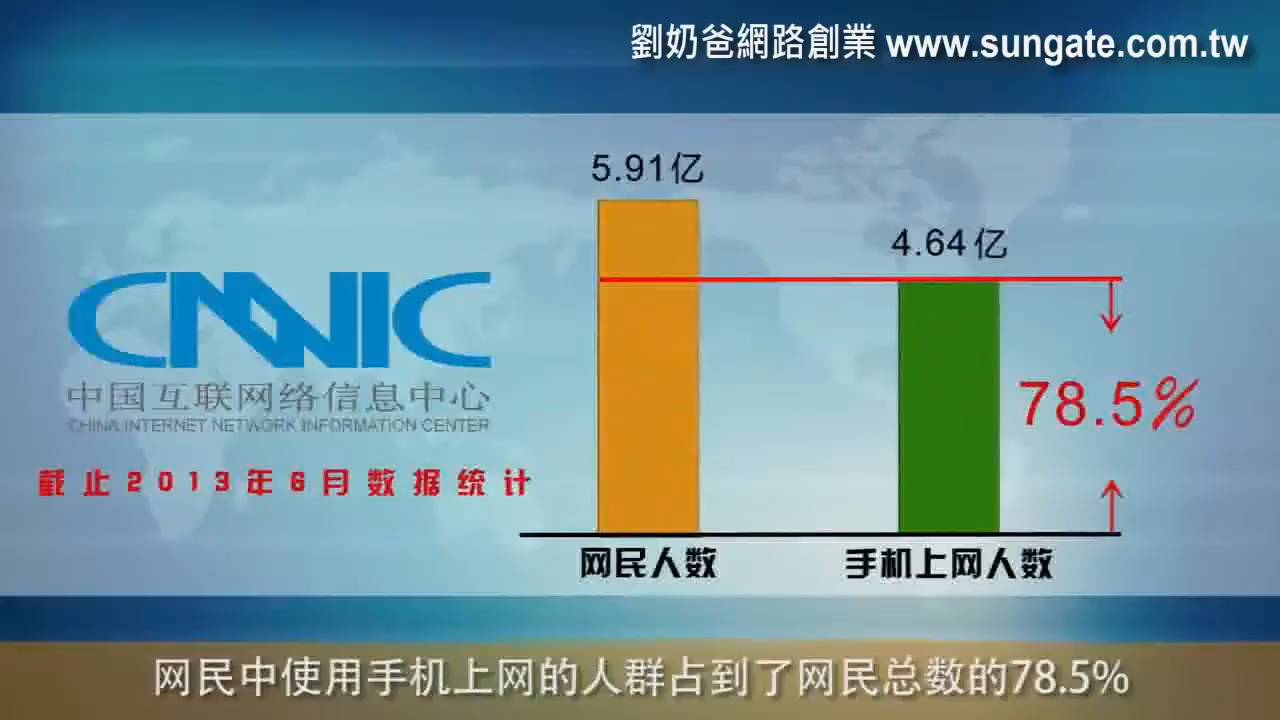 劉奶爸網路創業 www.sungate.com.tw
5.91亿
4.64亿
CNNIC
中国互联网络信息中心
CHINA INTERNET NETWORK INFORMATION CENTER
78.5%
截止2013年6月数据统计
网民人数
手机上网人数
网民中使用手机上网的人群占到了网民总数的78.5%